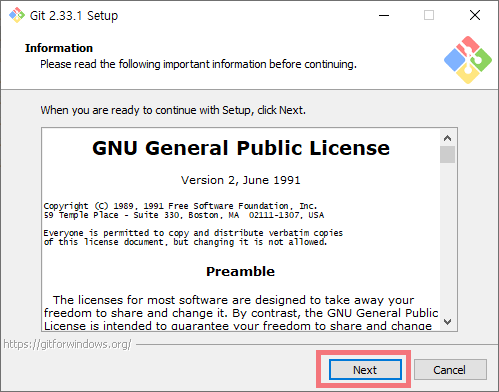 Git 2.33.1 Setup
Information
Please read the following important information before continuing.
When you are ready to continue with Setup, click Next.
GNU General Public License
Version 2, June 1991
Copyright (C) 1989, 1991 Free Software Foundation, Inc.
59 Temple Place - Suite 330, Boston, MA  02111-1307, USA
Everyone is permitted to copy and distribute verbatim copies
of this license document, but changing it is not allowed.
Preamble
The licenses for most software are designed to take away your
freedom to share and change it. By contrast, the GNU General Public
License is intended to guarantee your freedom to share and change
https://gitforwindows.org/
Next
Cancel